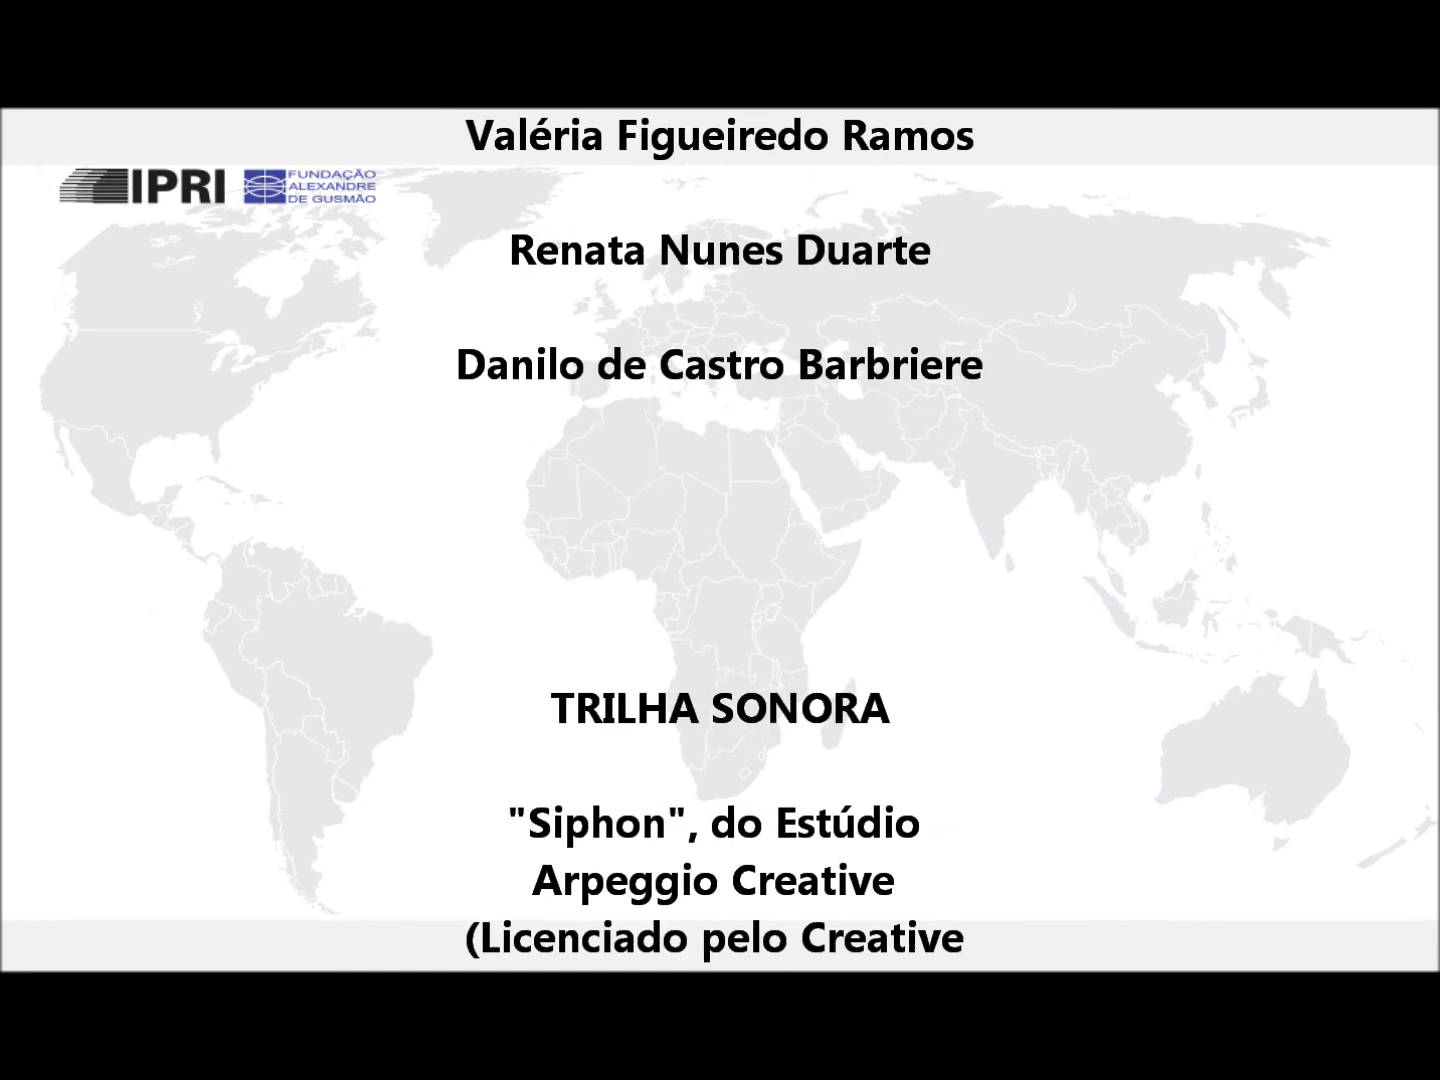 Valéria Figueiredo Ramos
IPRI
FUNDAÇÃO
ALEXANDRE
DE GUSMÃO
Renata Nunes Duarte
Danilo de Castro Barbriere
TRILHA SONORA
"Siphon", do Estúdio
Arpeggio Creative
(Licenciado pelo Creative